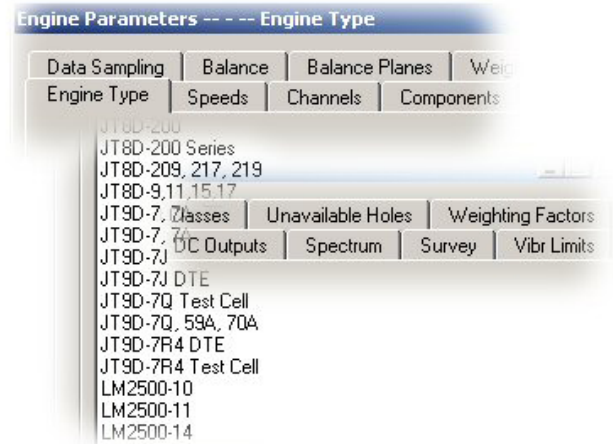 Engine Parameters -- - -- Engine Type
Data Sampling Balance Balance Planes
Engine Type Speeds Channels Components
JT8D-200
JT8D-200 Series
JT8D-209, 217, 219
JT8D-9,11,15,17
JT9D-7, Classes Unavailable Holes Weighting Factors
JT9D-7, DC Outputs Spectrum Survey Vibr Limits
JT9D-7J
JT9D-7J DTE
JT9D-7Q Test Cell
JT9D-7Q, 59A, 70A
JT9D-7R4 DTE
JT9D-7R4 Test Cell
LM2500-10
LM2500-11
LM2500-14